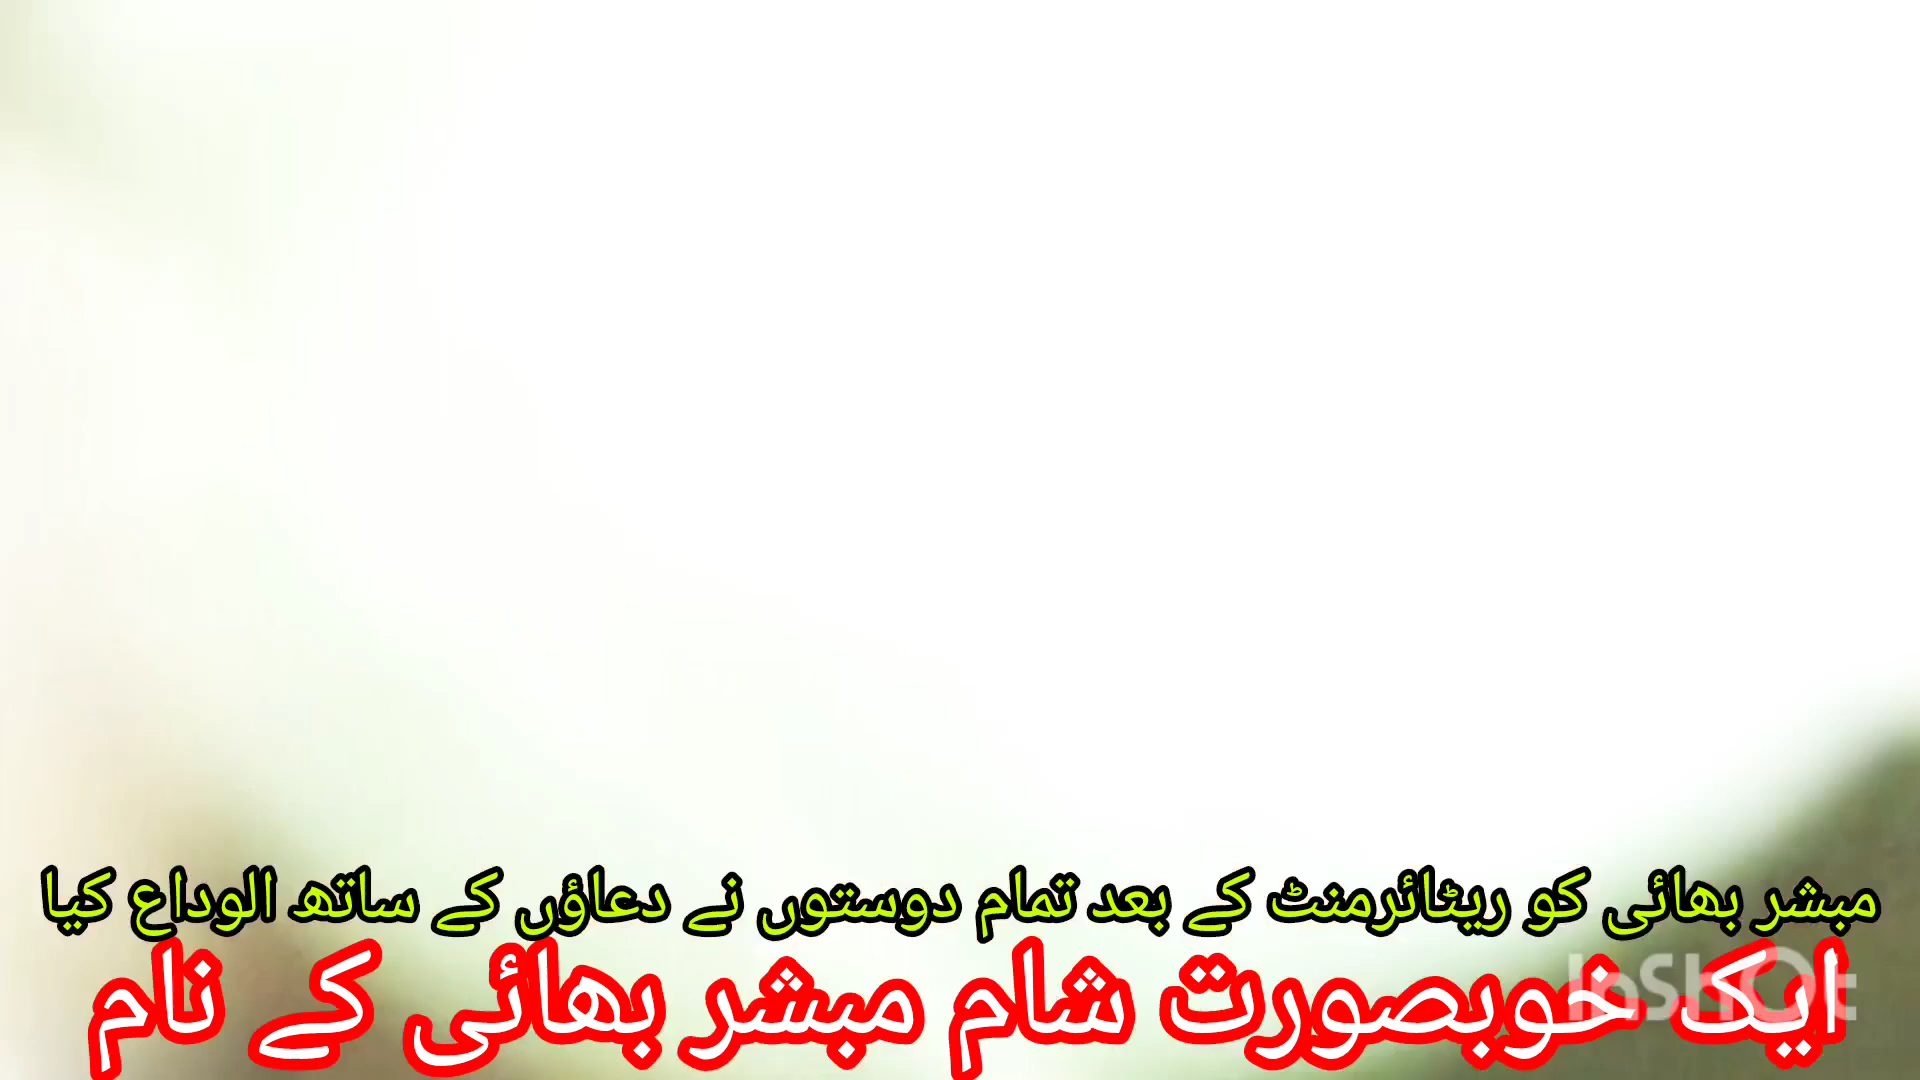 مبشر بھائی کو ریٹائرمنٹ کے بعد تمام دوستوں نے دعاؤں کے ساتھ الوداع کیا
ایک خوبصورت شام مبشر بھائی کے نام
InShOt